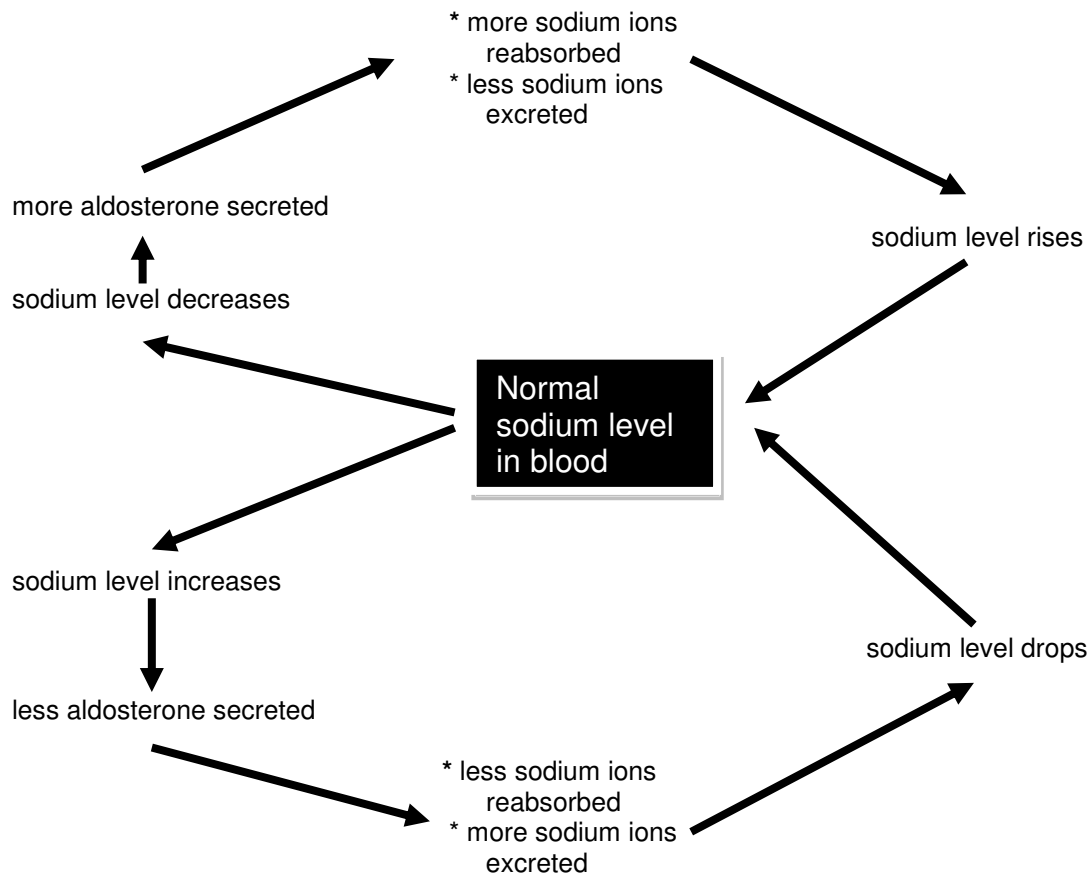 * more sodium ions
reabsorbed
* less sodium ions
excreted
more aldosterone secreted
sodium level rises
sodium level decreases
Normal
sodium level
in blood
sodium level increases
sodium level drops
less aldosterone secreted
* less sodium ions
reabsorbed
* more sodium ions
excreted